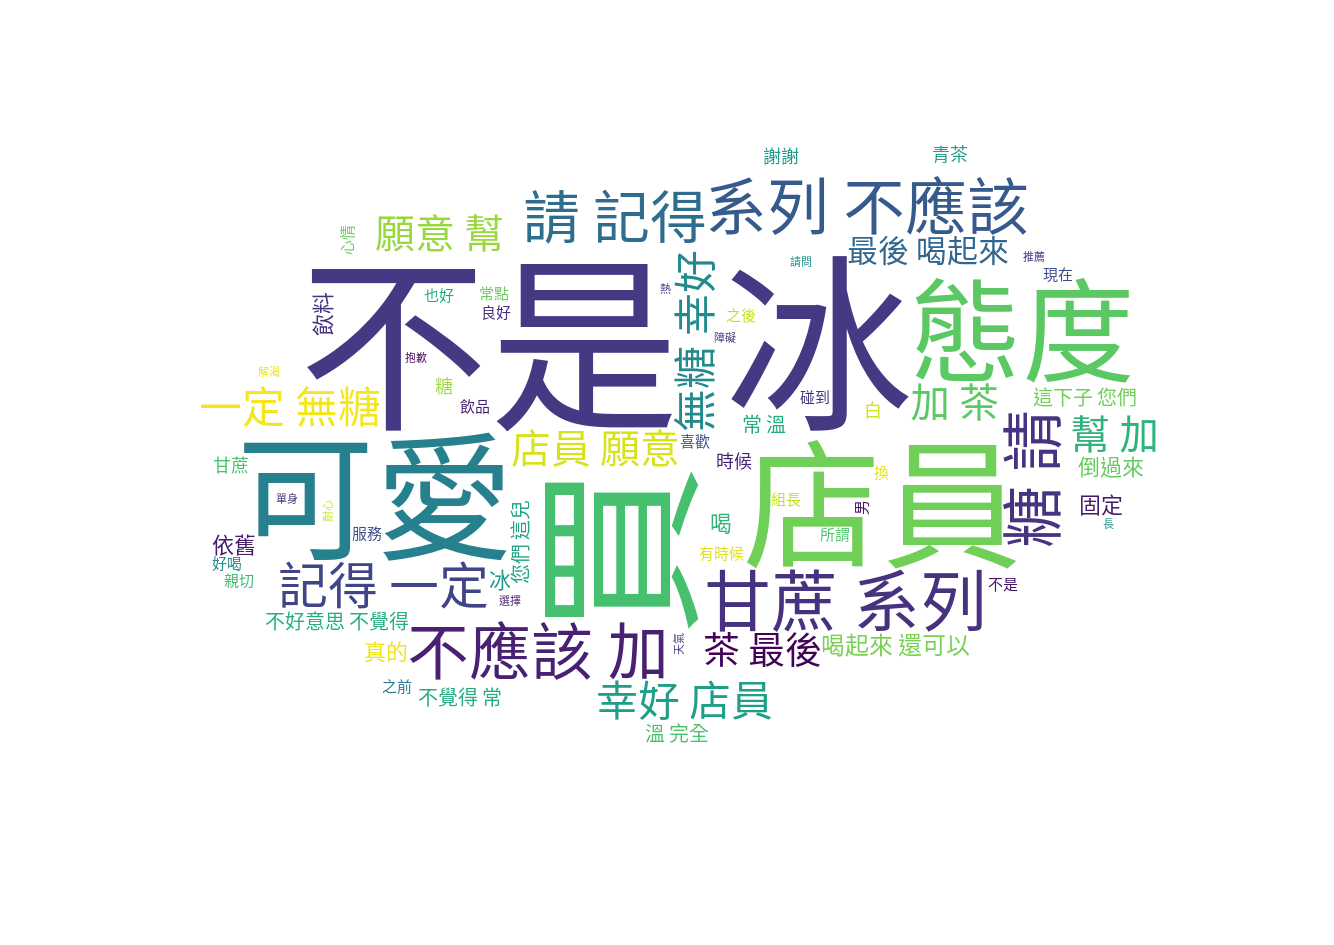 謝謝
青茶
系列 不應該
請 記得
願意 幫
心情
最後 喝起來
推薦
請問
現在
不是 冰
幸好
熱
態度
飲料
也好
常點
良好
之後
障礙
抱歉
解渴
無糖
糖
碰到
一定 無糖
飲品
白
加 茶
這下子 您們
常 溫
請
幫 加
可愛
店員 願意
喜歡
店員
時候
甘蔗
換
倒過來
買
單身
耐心
組長
男
糖
固定
長
您們 這兒
喝
所謂
服務
依舊
有時候
好喝
親切
記得 一定
冰
選擇
甘蔗 系列
不是
不好意思 不覺得
不應該 加
天氣
茶 最後
喝起來 還可以
真的
之前
不覺得 常
幸好 店員
溫 完全